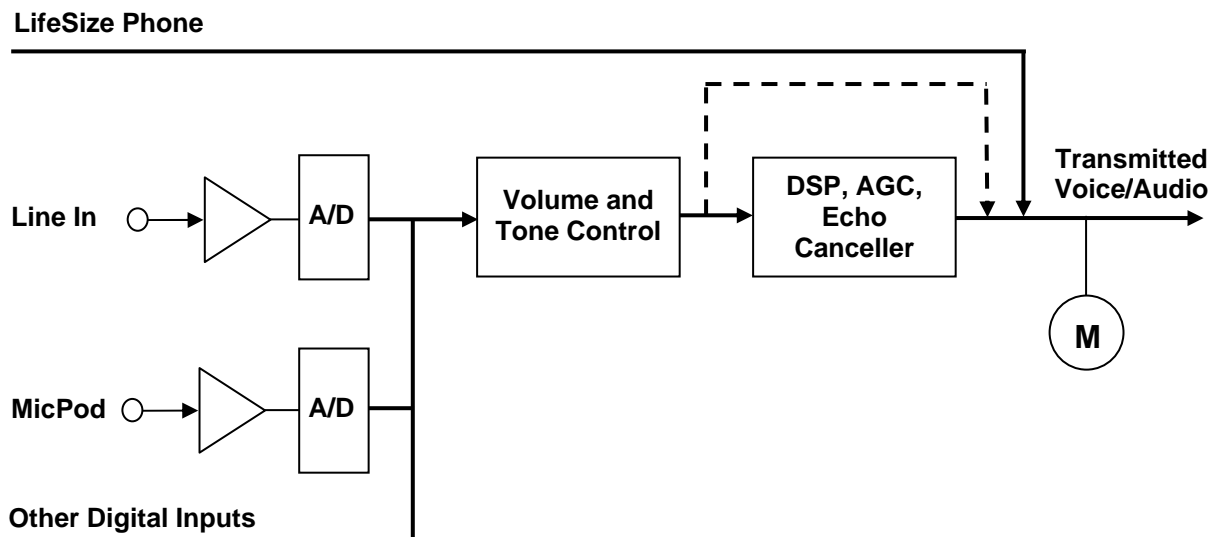 LifeSize Phone
Line In
A/D
Volume and
Tone Control
DSP, AGC,
Echo
Canceller
Transmitted
Voice/Audio
M
MicPod
A/D
Other Digital Inputs